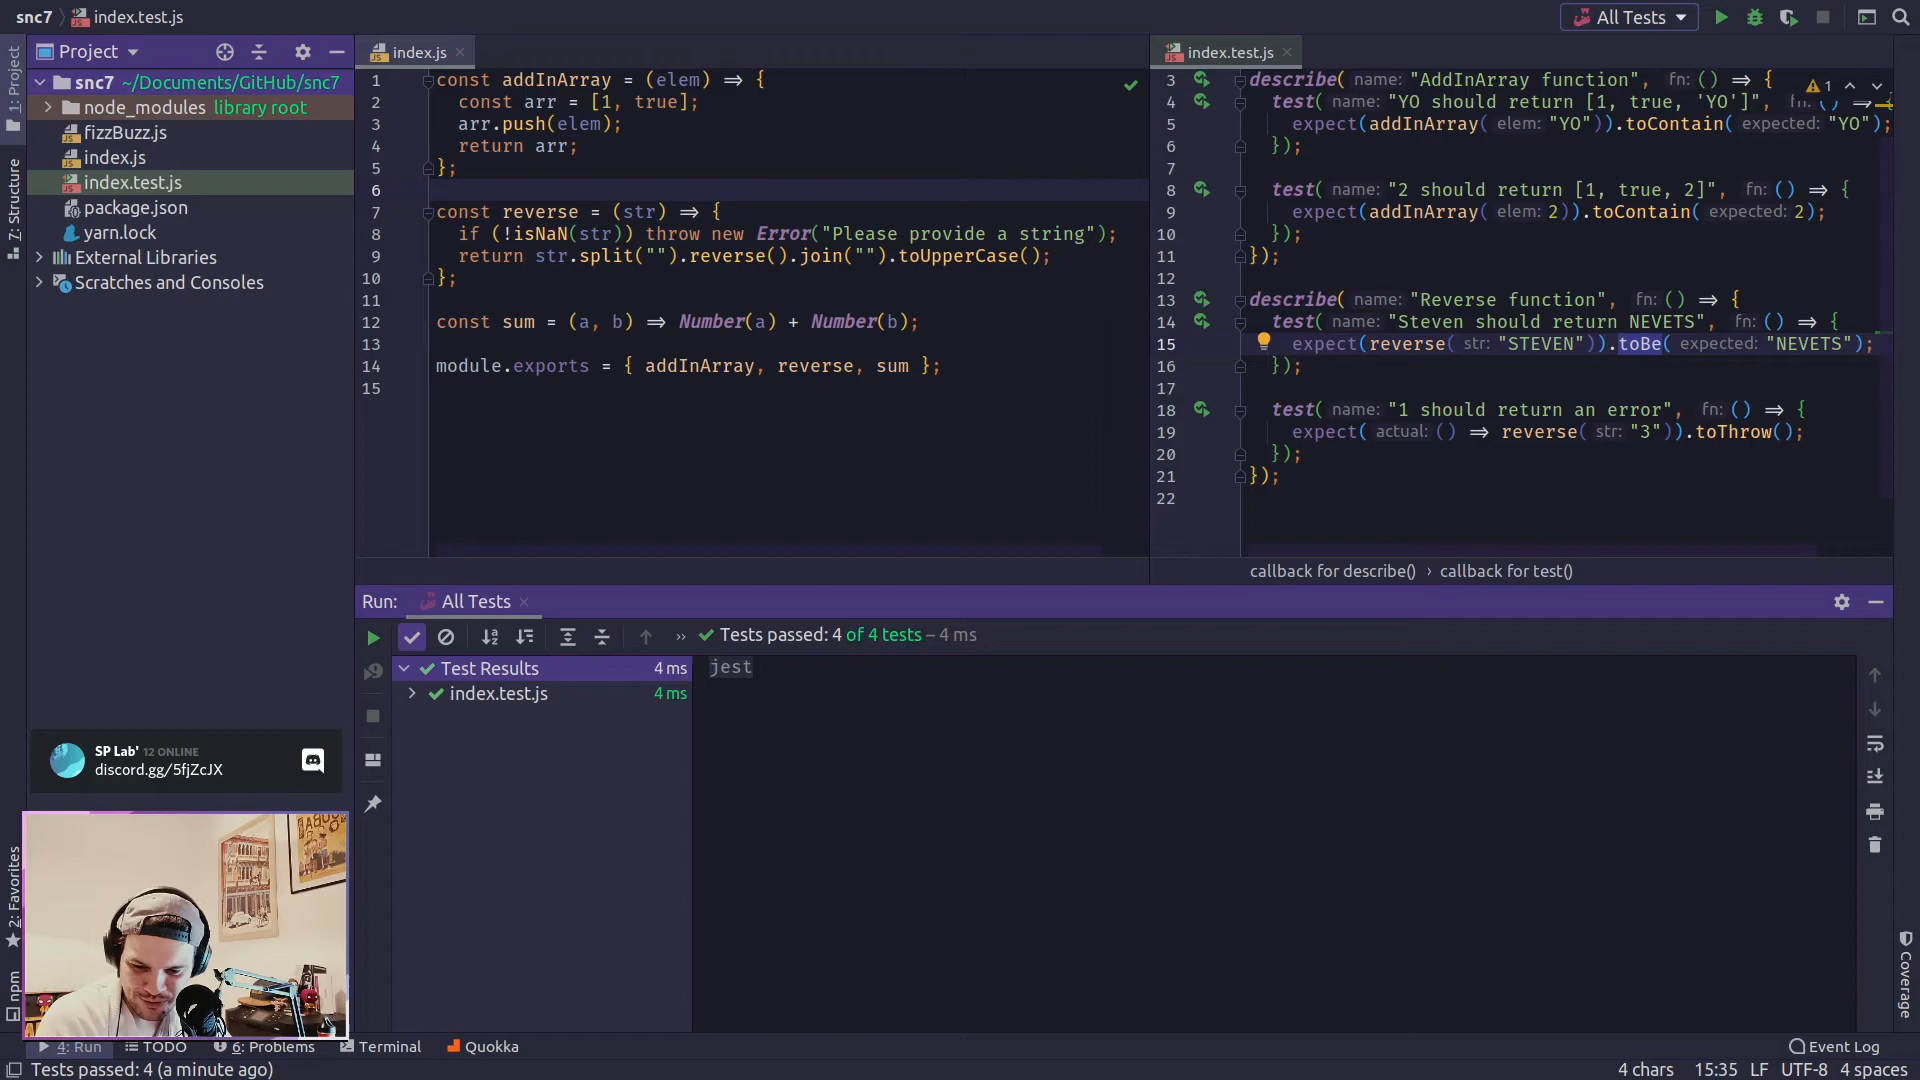 snc7
index.test.js
All Tests
1: Project
Project
index.js
index.test.js
snc7 ~/Documents/GitHub/snc7
node_modules library root
fizzBuzz.js
index.js
index.test.js
package.json
yarn.lock
External Libraries
Scratches and Consoles
7: Structure
1 const addInArray = (elem) => {
2 const arr = [1, true];
3 arr.push(elem);
4 return arr;
5 };
6
7 const reverse = (str) => {
8 if (!isNaN(str)) throw new Error("Please provide a string");
9 return str.split("").reverse().join("").toUpperCase();
10 };
11
12 const sum = (a, b) => Number(a) + Number(b);
13
14 module.exports = { addInArray, reverse, sum };
15
3 describe( name: "AddInArray function", fn: () => {
1
4 test( name: "YO should return [1, true, 'YO']", fn: () => {
5 expect(addInArray( elem: "YO")).toContain( expected: "YO");
6 });
7
8 test( name: "2 should return [1, true, 2]", fn: () => {
9 expect(addInArray( elem: 2)).toContain( expected: 2);
10 });
11 });
12
13 describe( name: "Reverse function", fn: () => {
14 test( name: "Steven should return NEVETS", fn: () => {
15 expect(reverse( str: "STEVEN")).toBe( expected: "NEVETS");
16 });
17
18 test( name: "1 should return an error", fn: () => {
19 expect( actual: () => reverse( str: "3")).toThrow();
20 });
21 });
22
callback for describe() › callback for test()
Run: All Tests
» Tests passed: 4 of 4 tests – 4 ms
Test Results 4 ms
index.test.js 4 ms
jest
SP Lab' 12 ONLINE
discord.gg/5fjZcJX
2: Favorites
npm
Coverage
4: Run
TODO
6: Problems
Terminal
Quokka
Event Log
Tests passed: 4 (a minute ago)
4 chars 15:35 LF UTF-8 4 spaces